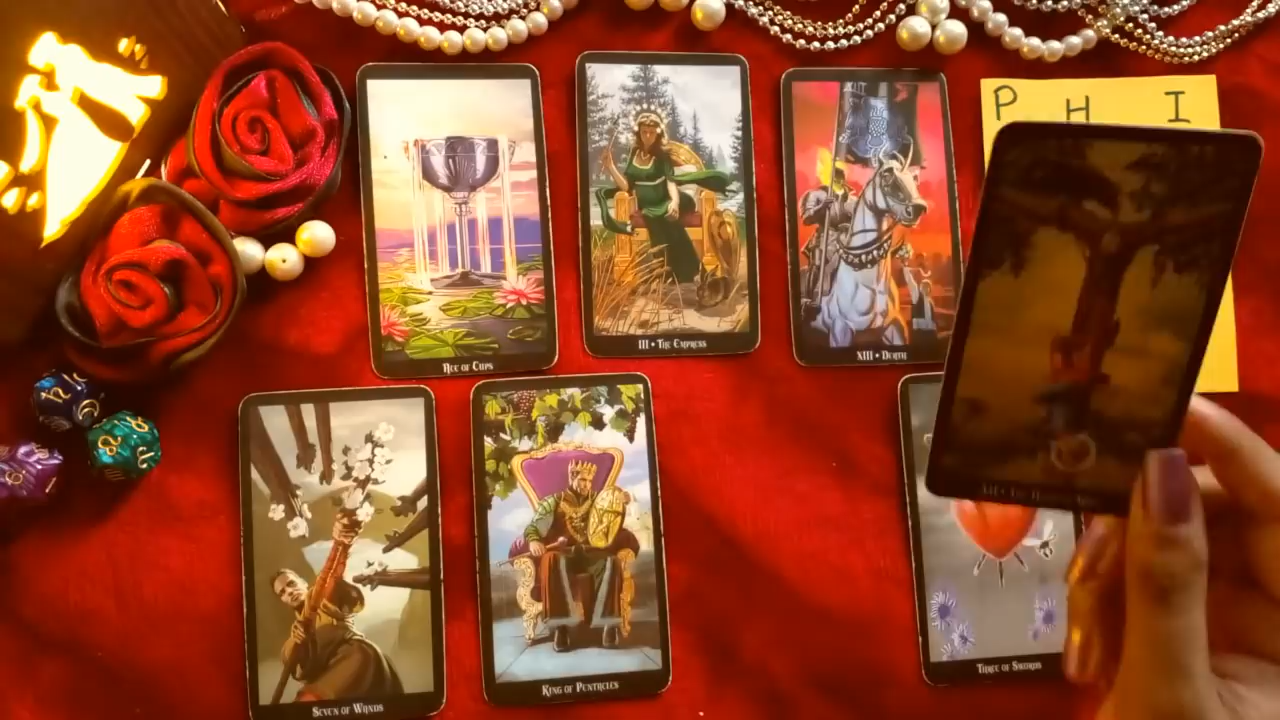 P H I
ACE OF CUPS
III • THE EMPRESS
XIII • DEATH
SEVEN OF WANDS
KING OF PENTACLES
THREE OF SWORDS